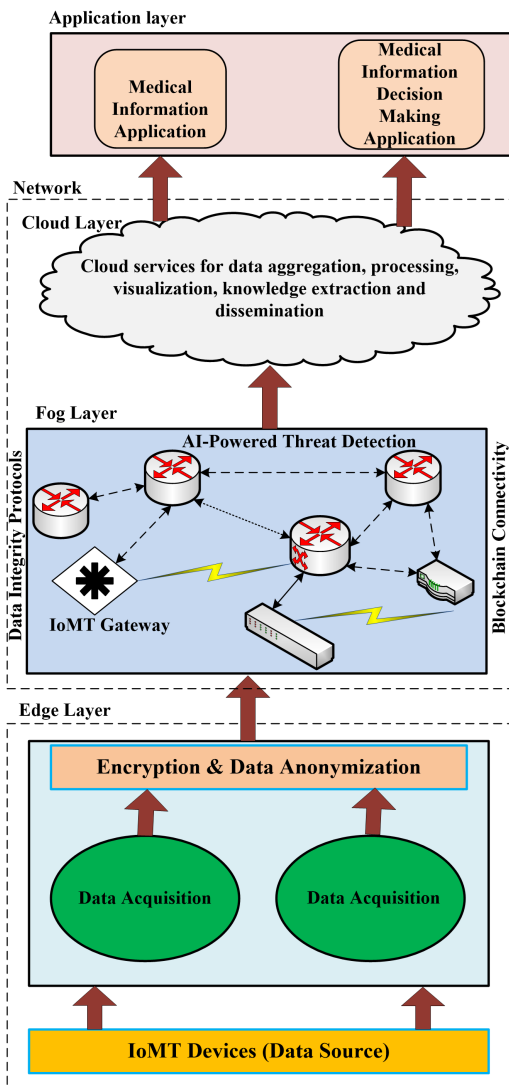 Application layer
Medical
Information
Application
Medical
Information
Decision
Making
Application
Network
Cloud Layer
Cloud services for data aggregation, processing,
visualization, knowledge extraction and
dissemination
Fog Layer
AI-Powered Threat Detection
Data Integrity Protocols
Blockchain Connectivity
IoMT Gateway
Edge Layer
Encryption & Data Anonymization
Data Acquisition
Data Acquisition
IoMT Devices (Data Source)